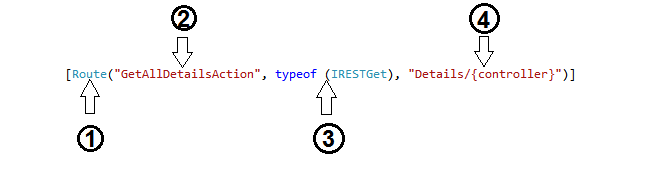 2
4
[Route("GetAllDetailsAction", typeof (IRESTGet), "Details/{controller}")]
1
3